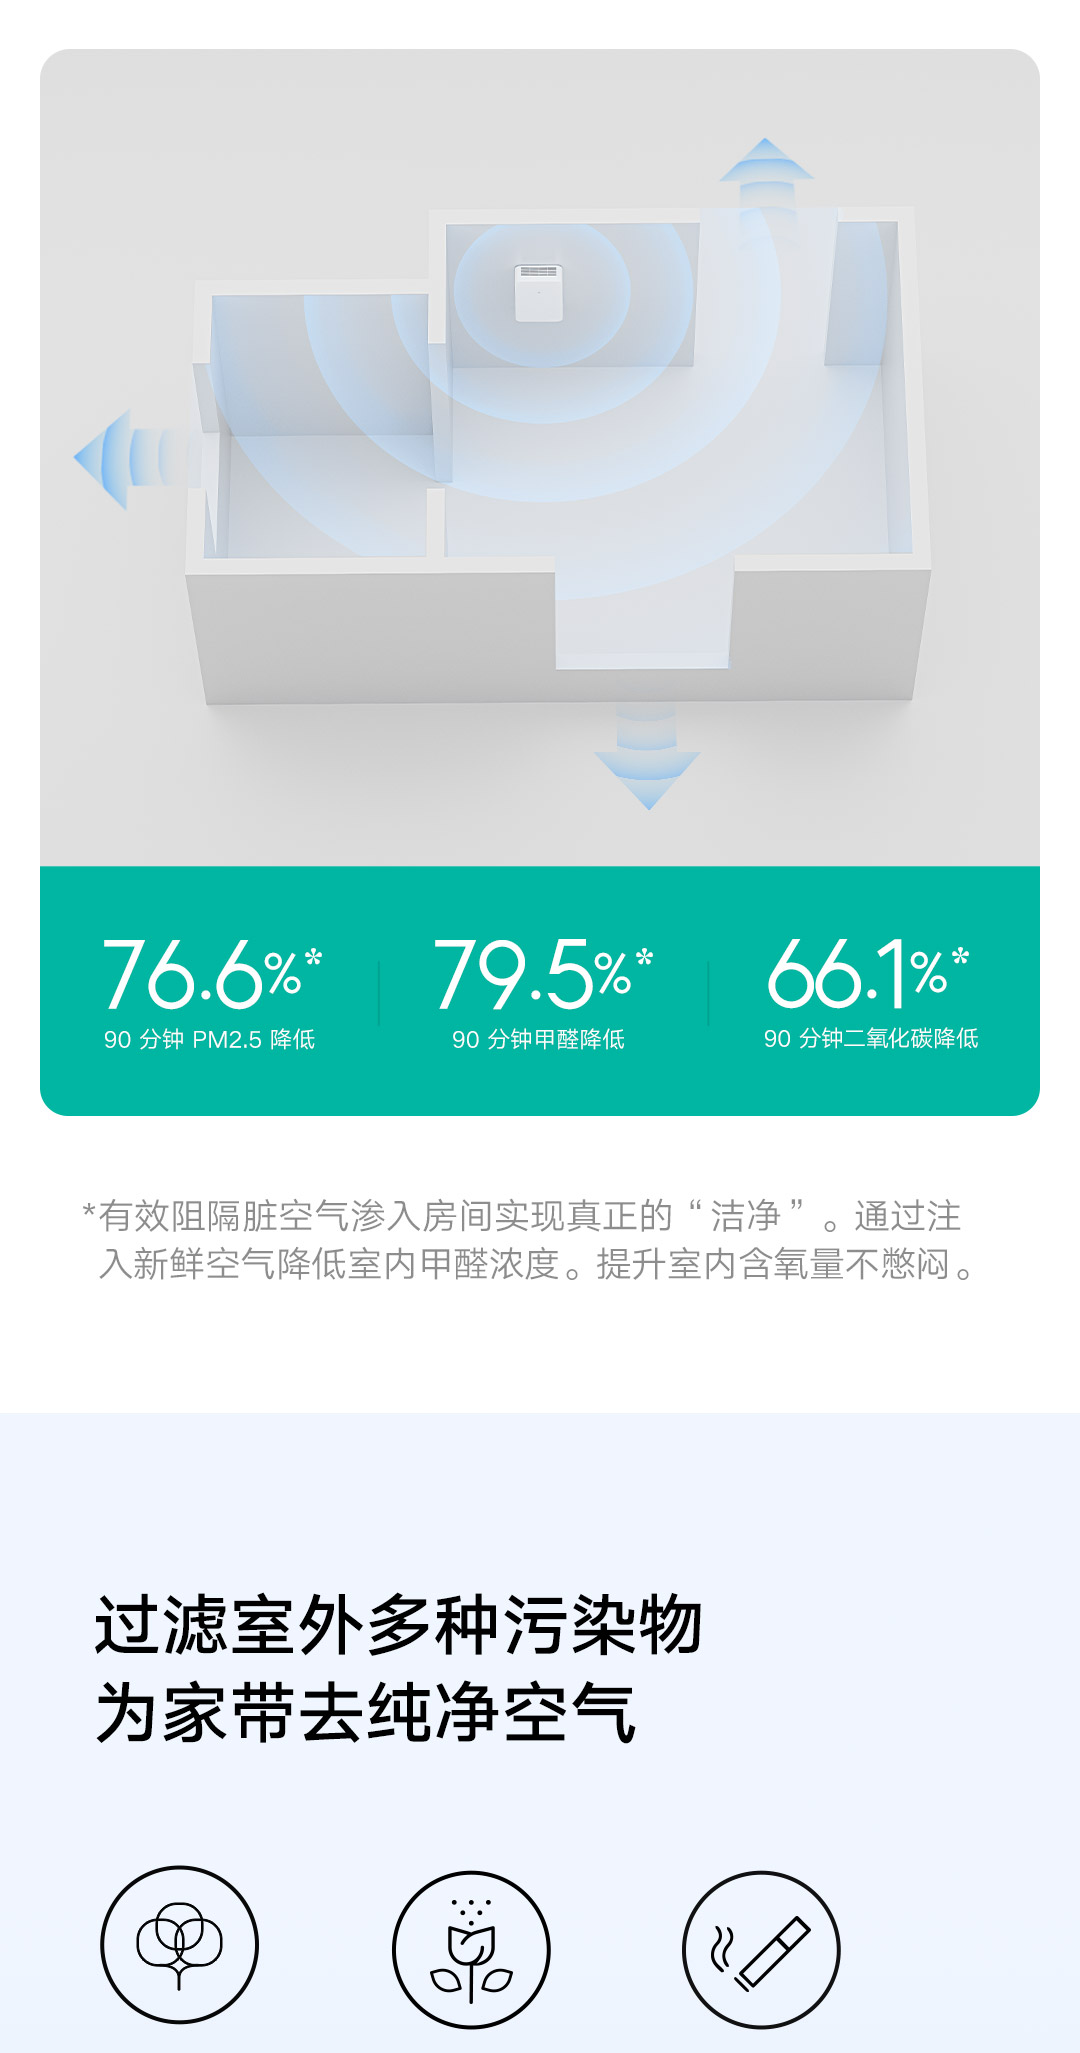 76.6%* 79.5%* 66.1%*
90 分钟 PM2.5 降低 90 分钟甲醛降低 90 分钟二氧化碳降低
*有效阻隔脏空气渗入房间实现真正的“洁净”。通过注
入新鲜空气降低室内甲醛浓度。提升室内含氧量不憋闷。
过滤室外多种污染物
为家带去纯净空气